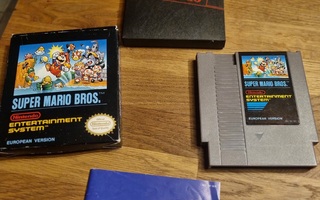 SUPER MARIO BROS.
Nintendo
ENTERTAINMENT
SYSTEM
EUROPEAN VERSION
SUPER MARIO BROS.
ENTERTAINMENT
SYSTEM
EUROPEAN VERSION